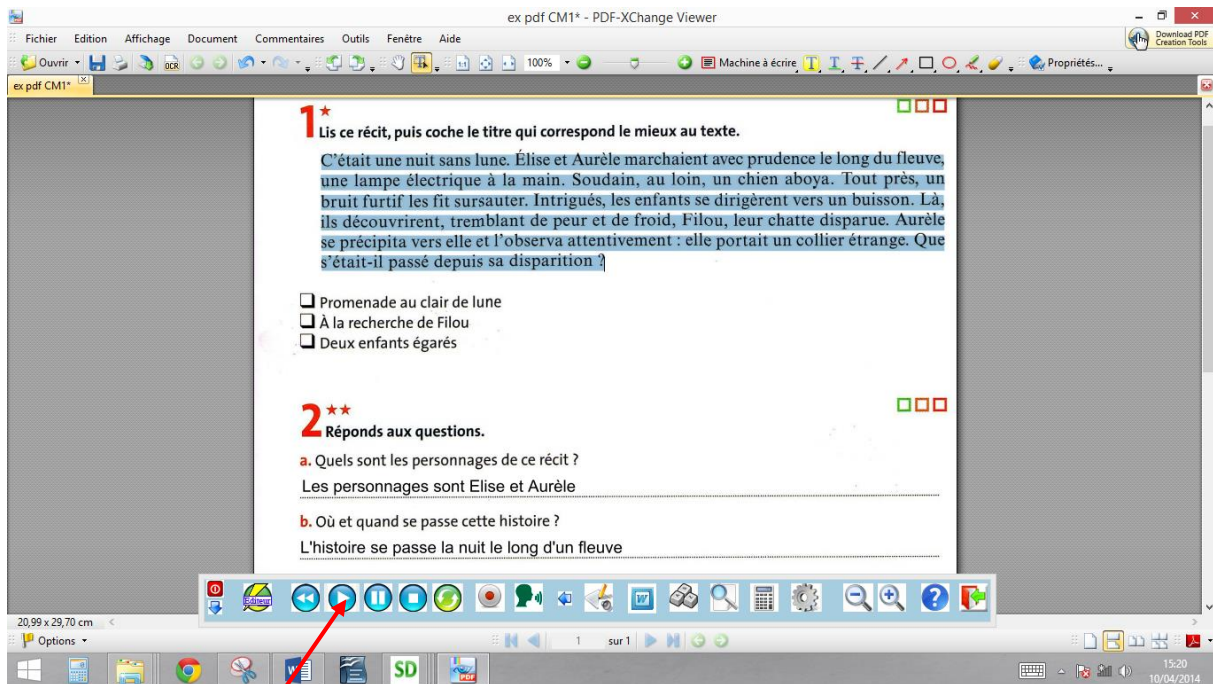 ex pdf CM1* - PDF-XChange Viewer
Fichier Edition Affichage Document Commentaires Outils Fenêtre Aide
Download PDF
Creation Tools
Ouvrir OCR 100% Machine à écrire T T T Propriétés...
ex pdf CM1*
1*
Lis ce récit, puis coche le titre qui correspond le mieux au texte.
C'était une nuit sans lune. Élise et Aurèle marchaient avec prudence le long du fleuve,
une lampe électrique à la main. Soudain, au loin, un chien aboya. Tout près, un
bruit furtif les fit sursauter. Intrigués, les enfants se dirigèrent vers un buisson. Là,
ils découvrirent, tremblant de peur et de froid, Filou, leur chatte disparue. Aurèle
se précipita vers elle et l'observa attentivement : elle portait un collier étrange. Que
s'était-il passé depuis sa disparition ?
Promenade au clair de lune
À la recherche de Filou
Deux enfants égarés
2**
Réponds aux questions.
a. Quels sont les personnages de ce récit ?
Les personnages sont Elise et Aurèle
b. Où et quand se passe cette histoire ?
L'histoire se passe la nuit le long d'un fleuve
Editeur W ?
20,99 x 29,70 cm
Options 1 sur 1
W SD PDF 15:20
10/04/2014